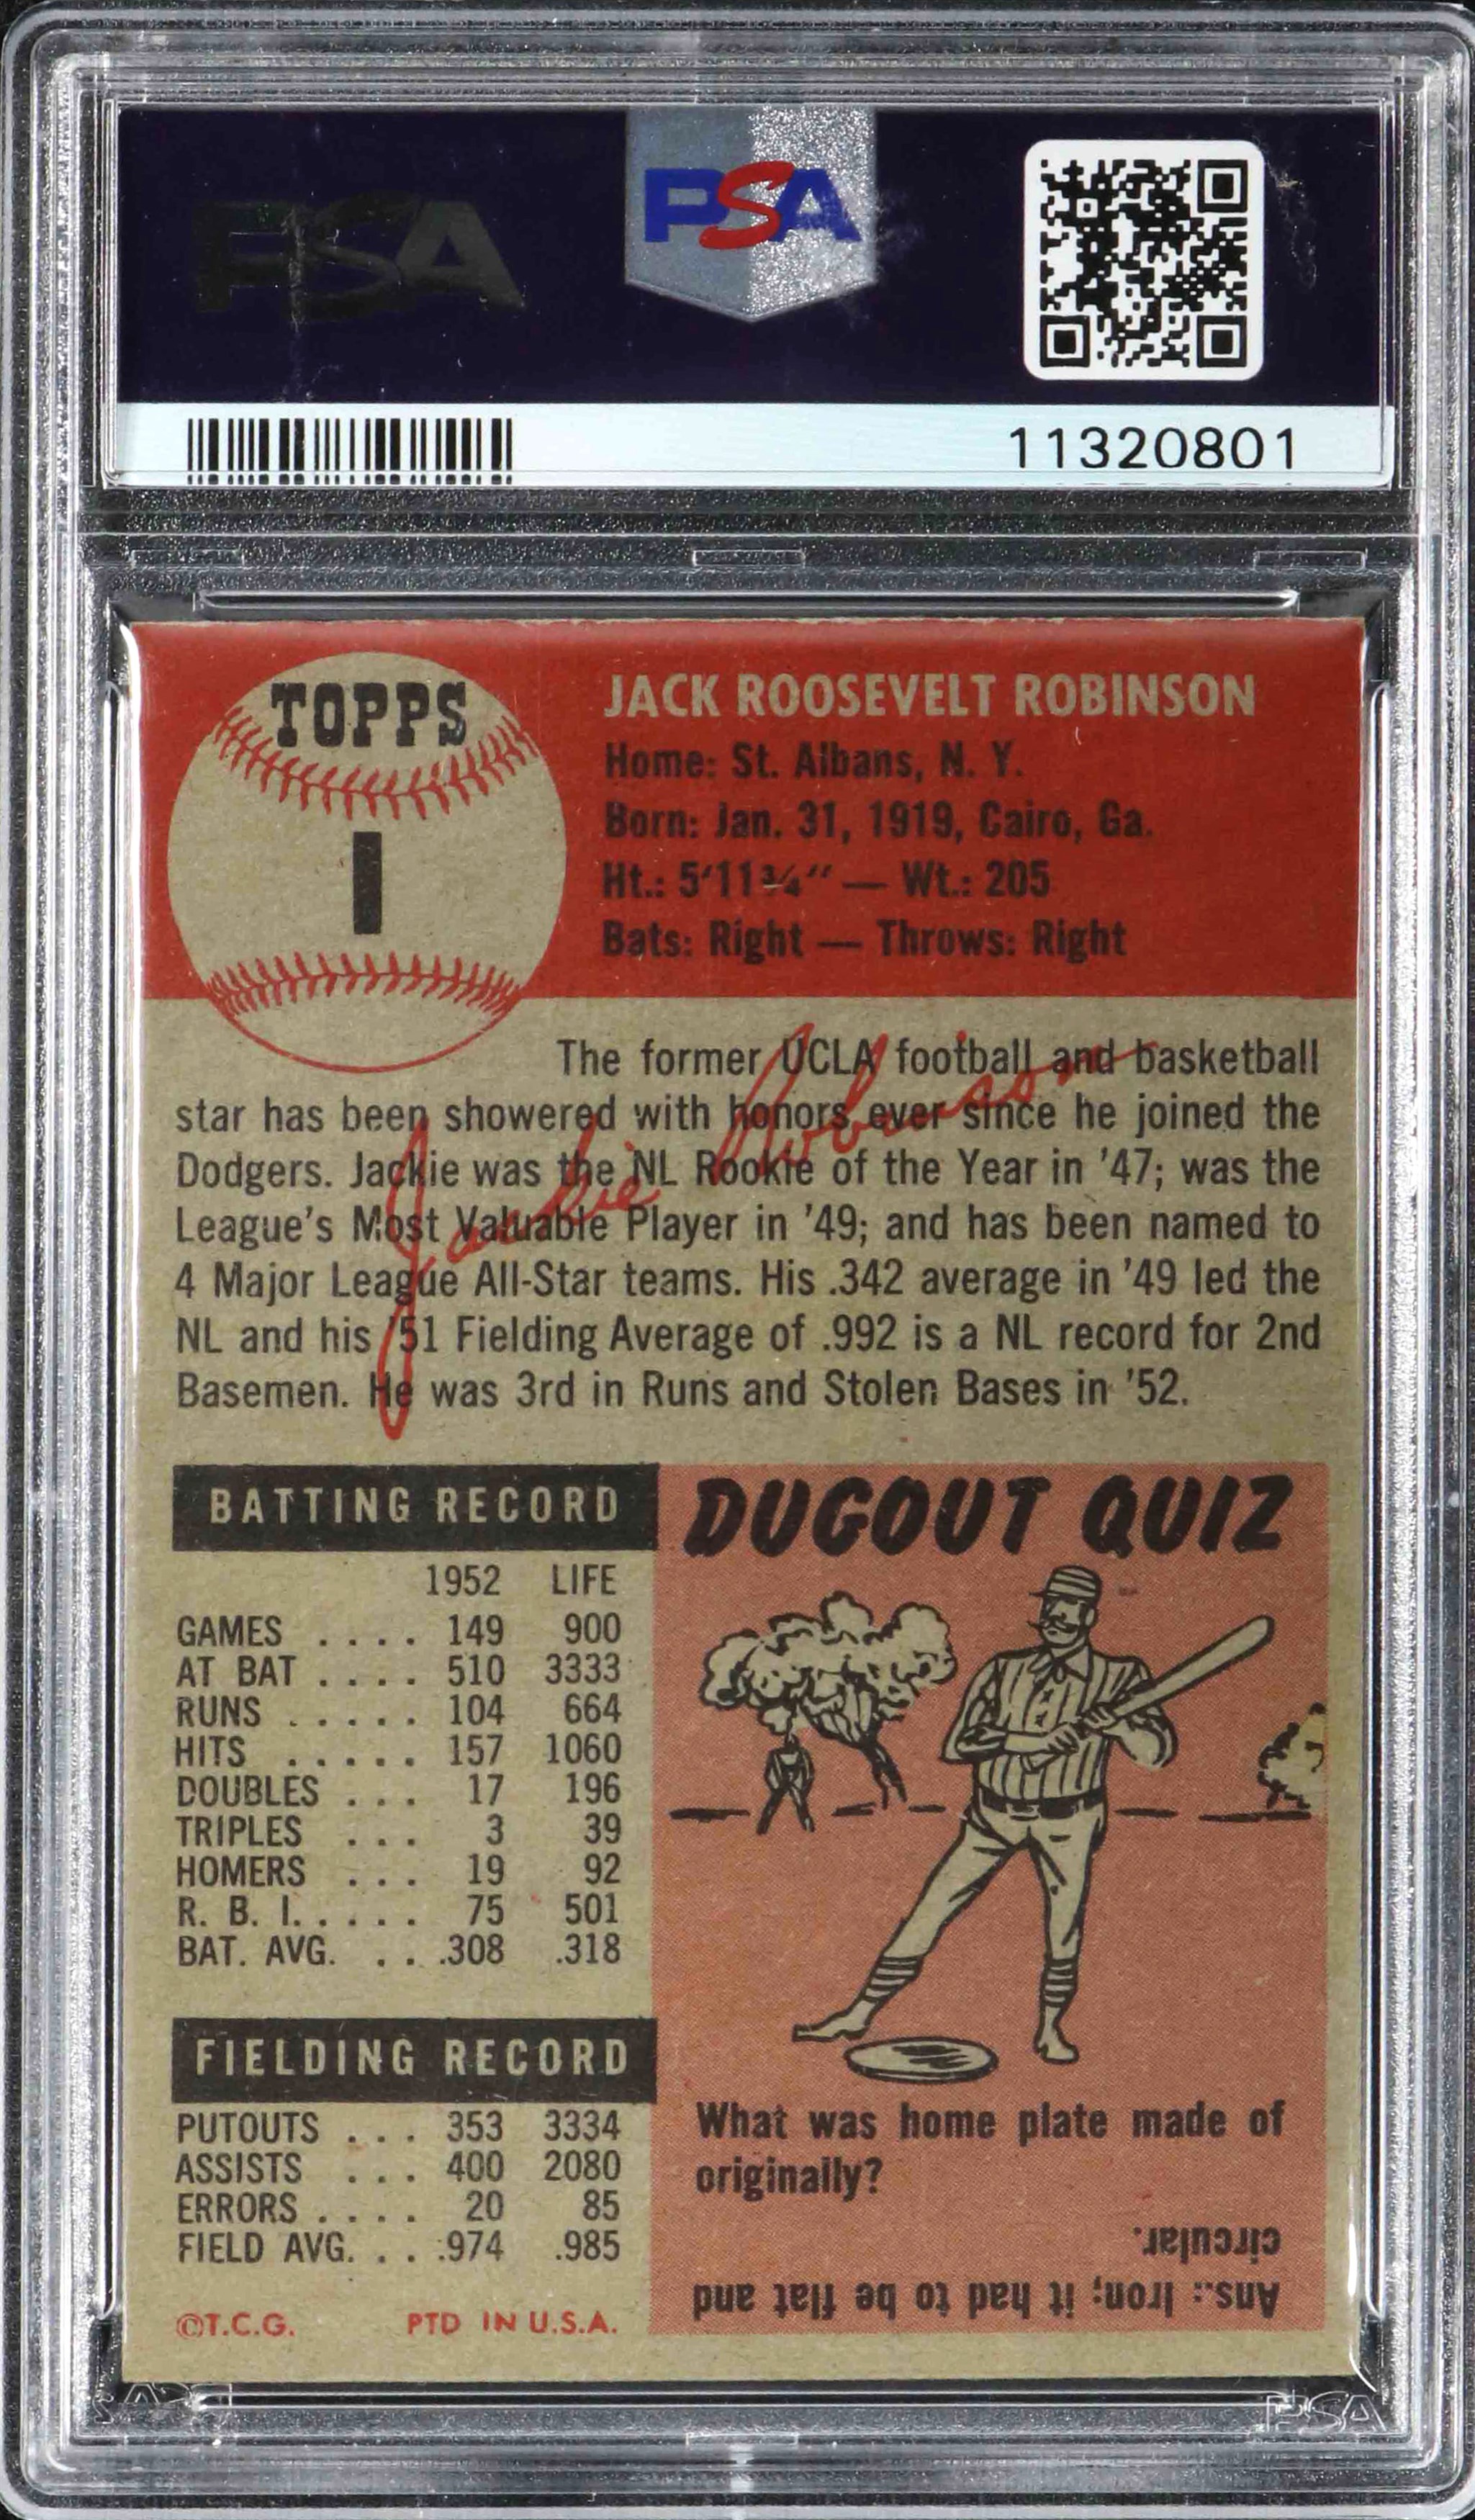 PSA
PSA
11320801
TOPPS
1
JACK ROOSEVELT ROBINSON
Home: St. Albans, N. Y.
Born: Jan. 31, 1919, Cairo, Ga.
Ht.: 5'11¾" — Wt.: 205
Bats: Right — Throws: Right
The former UCLA football and basketball
star has been showered with honors ever since he joined the
Dodgers. Jackie was the NL Rookie of the Year in '47; was the
League's Most Valuable Player in '49; and has been named to
4 Major League All-Star teams. His .342 average in '49 led the
NL and his '51 Fielding Average of .992 is a NL record for 2nd
Basemen. He was 3rd in Runs and Stolen Bases in '52.
Jackie Robinson
BATTING RECORD
1952 LIFE
GAMES .... 149 900
AT BAT .... 510 3333
RUNS ..... 104 664
HITS ..... 157 1060
DOUBLES ... 17 196
TRIPLES ... 3 39
HOMERS ... 19 92
R. B. I. .... 75 501
BAT. AVG. .. .308 .318
FIELDING RECORD
PUTOUTS ... 353 3334
ASSISTS ... 400 2080
ERRORS .... 20 85
FIELD AVG. .. .974 .985
©T.C.G. PTD IN U.S.A.
DUGOUT QUIZ
What was home plate made of
originally?
Ans.: Iron; it had to be flat and
circular.
PSA
PSA